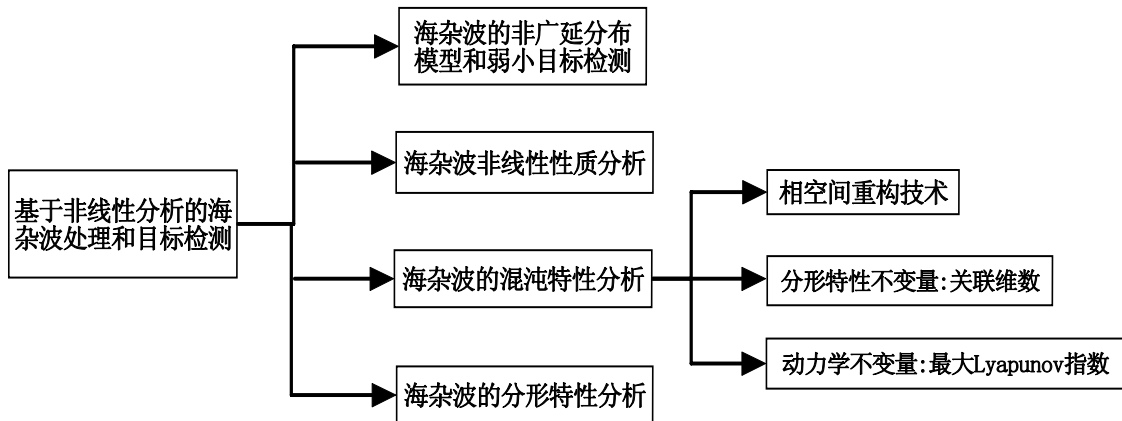 海杂波的非广延分布
模型和弱小目标检测
海杂波非线性性质分析
基于非线性分析的海
杂波处理和目标检测
相空间重构技术
海杂波的混沌特性分析
分形特性不变量:关联维数
动力学不变量:最大Lyapunov指数
海杂波的分形特性分析